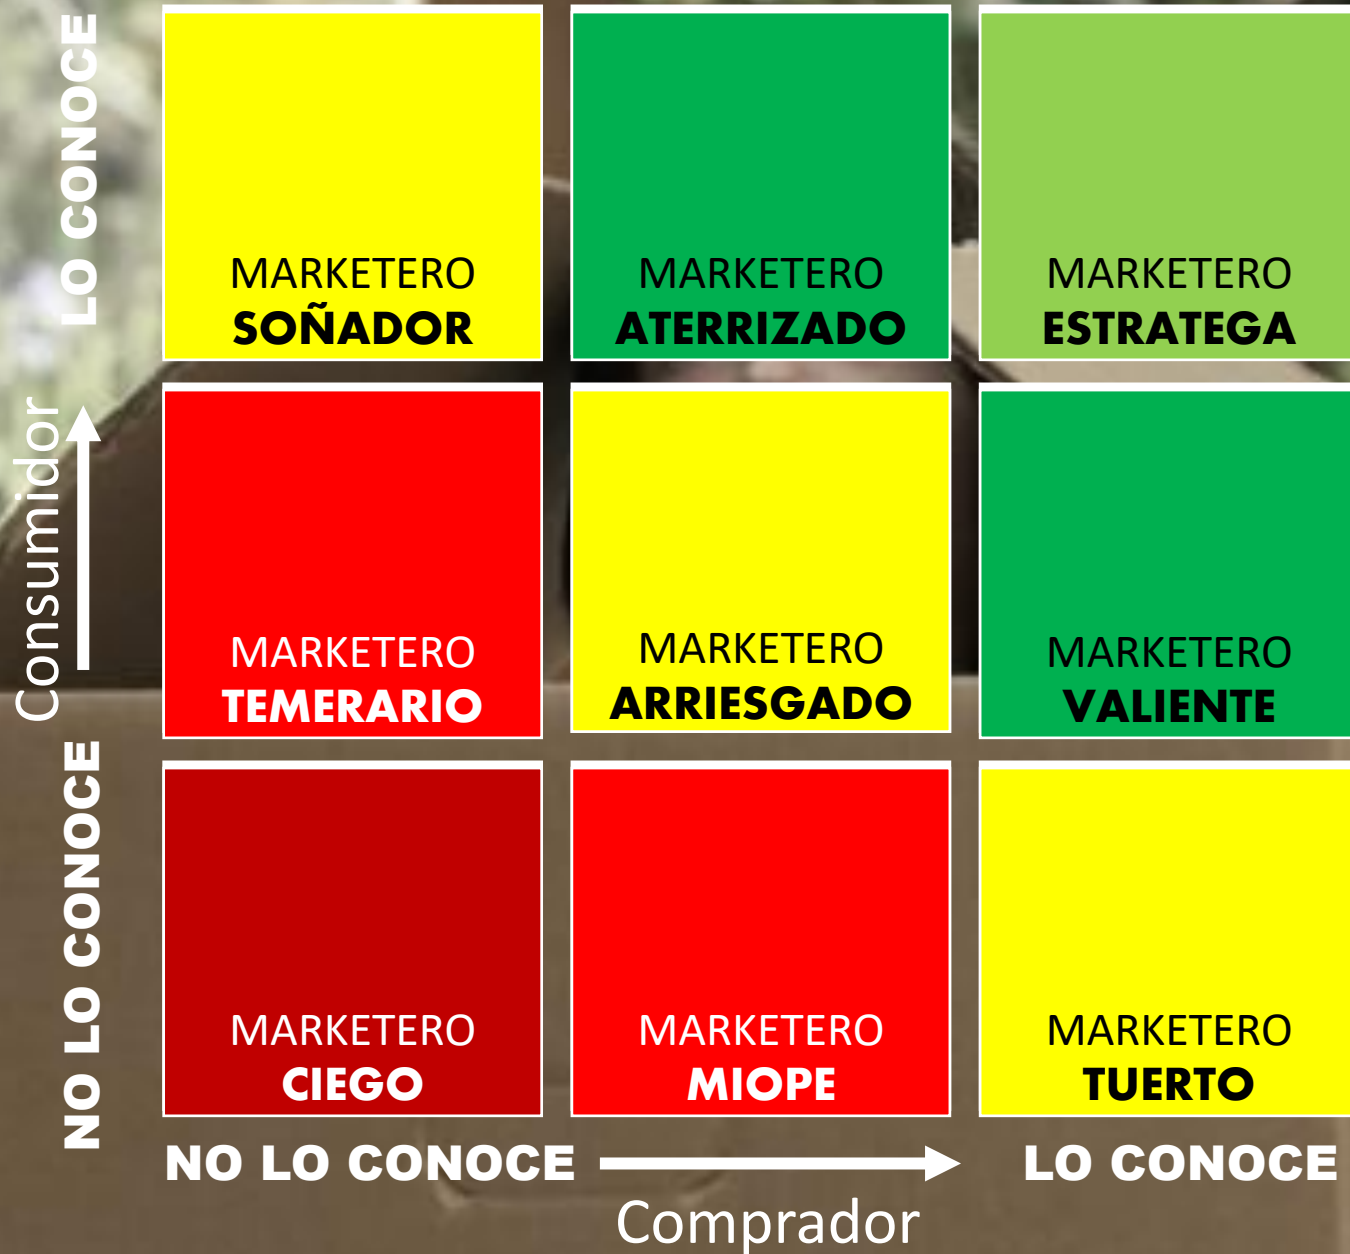 LO CONOCE
MARKETERO
SOÑADOR
MARKETERO
ATERRIZADO
MARKETERO
ESTRATEGA
Consumidor
MARKETERO
TEMERARIO
MARKETERO
ARRIESGADO
MARKETERO
VALIENTE
NO LO CONOCE
MARKETERO
CIEGO
MARKETERO
MIOPE
MARKETERO
TUERTO
NO LO CONOCE
LO CONOCE
Comprador